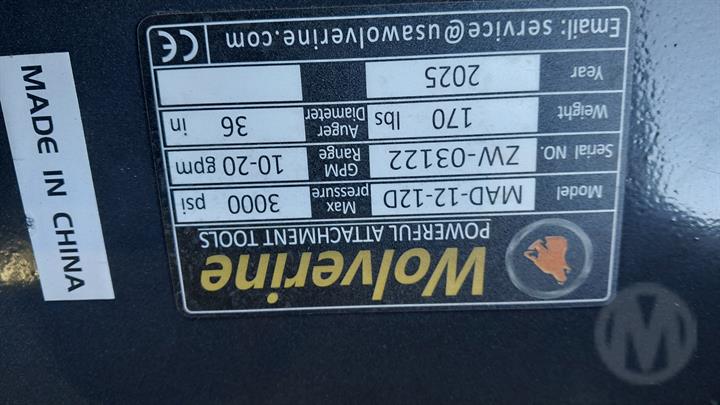 Wolverine
POWERFUL ATTACHMENT TOOLS
Model MAD-12-12D Max pressure 3000 psi
Serial NO. ZW-03122 GPM Range 10-20 gpm
Weight 170 lbs Auger Diameter 36 in
Year 2025
Email: service@usawolverine.com CE
MADE IN CHINA
M